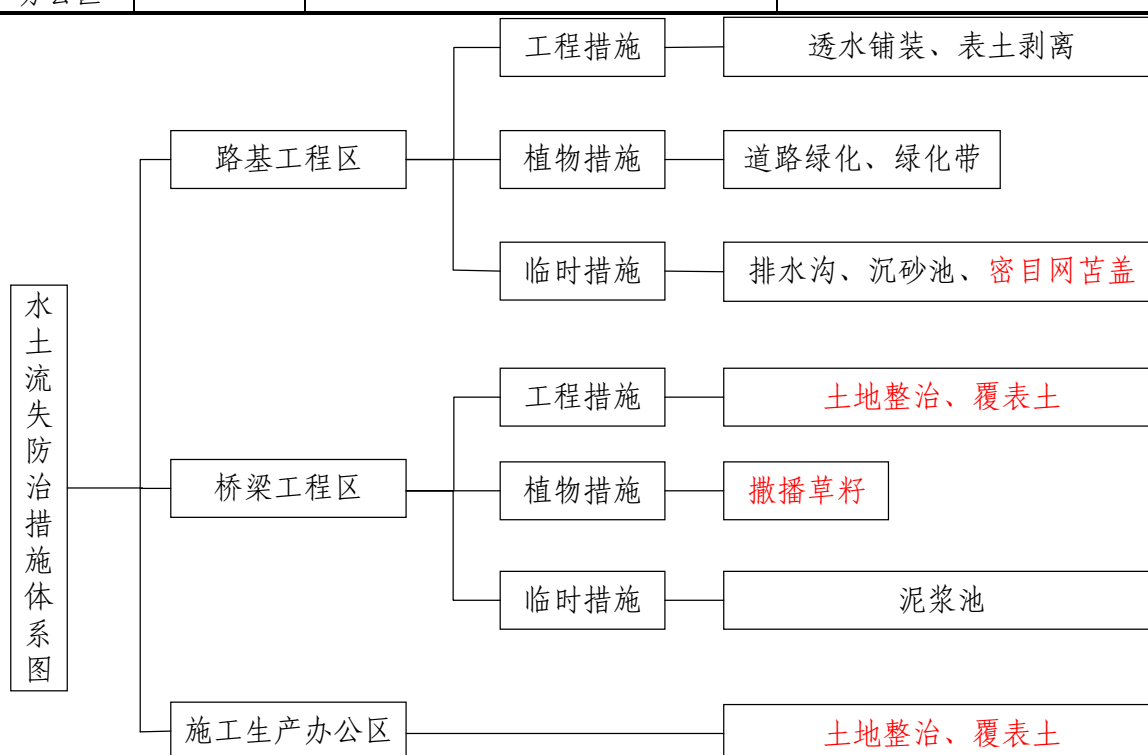 办公区
工程措施
透水铺装、表土剥离
路基工程区
植物措施
道路绿化、绿化带
临时措施
排水沟、沉砂池、密目网苫盖
水土流失防治措施体系图
工程措施
土地整治、覆表土
桥梁工程区
植物措施
撒播草籽
临时措施
泥浆池
施工生产办公区
土地整治、覆表土